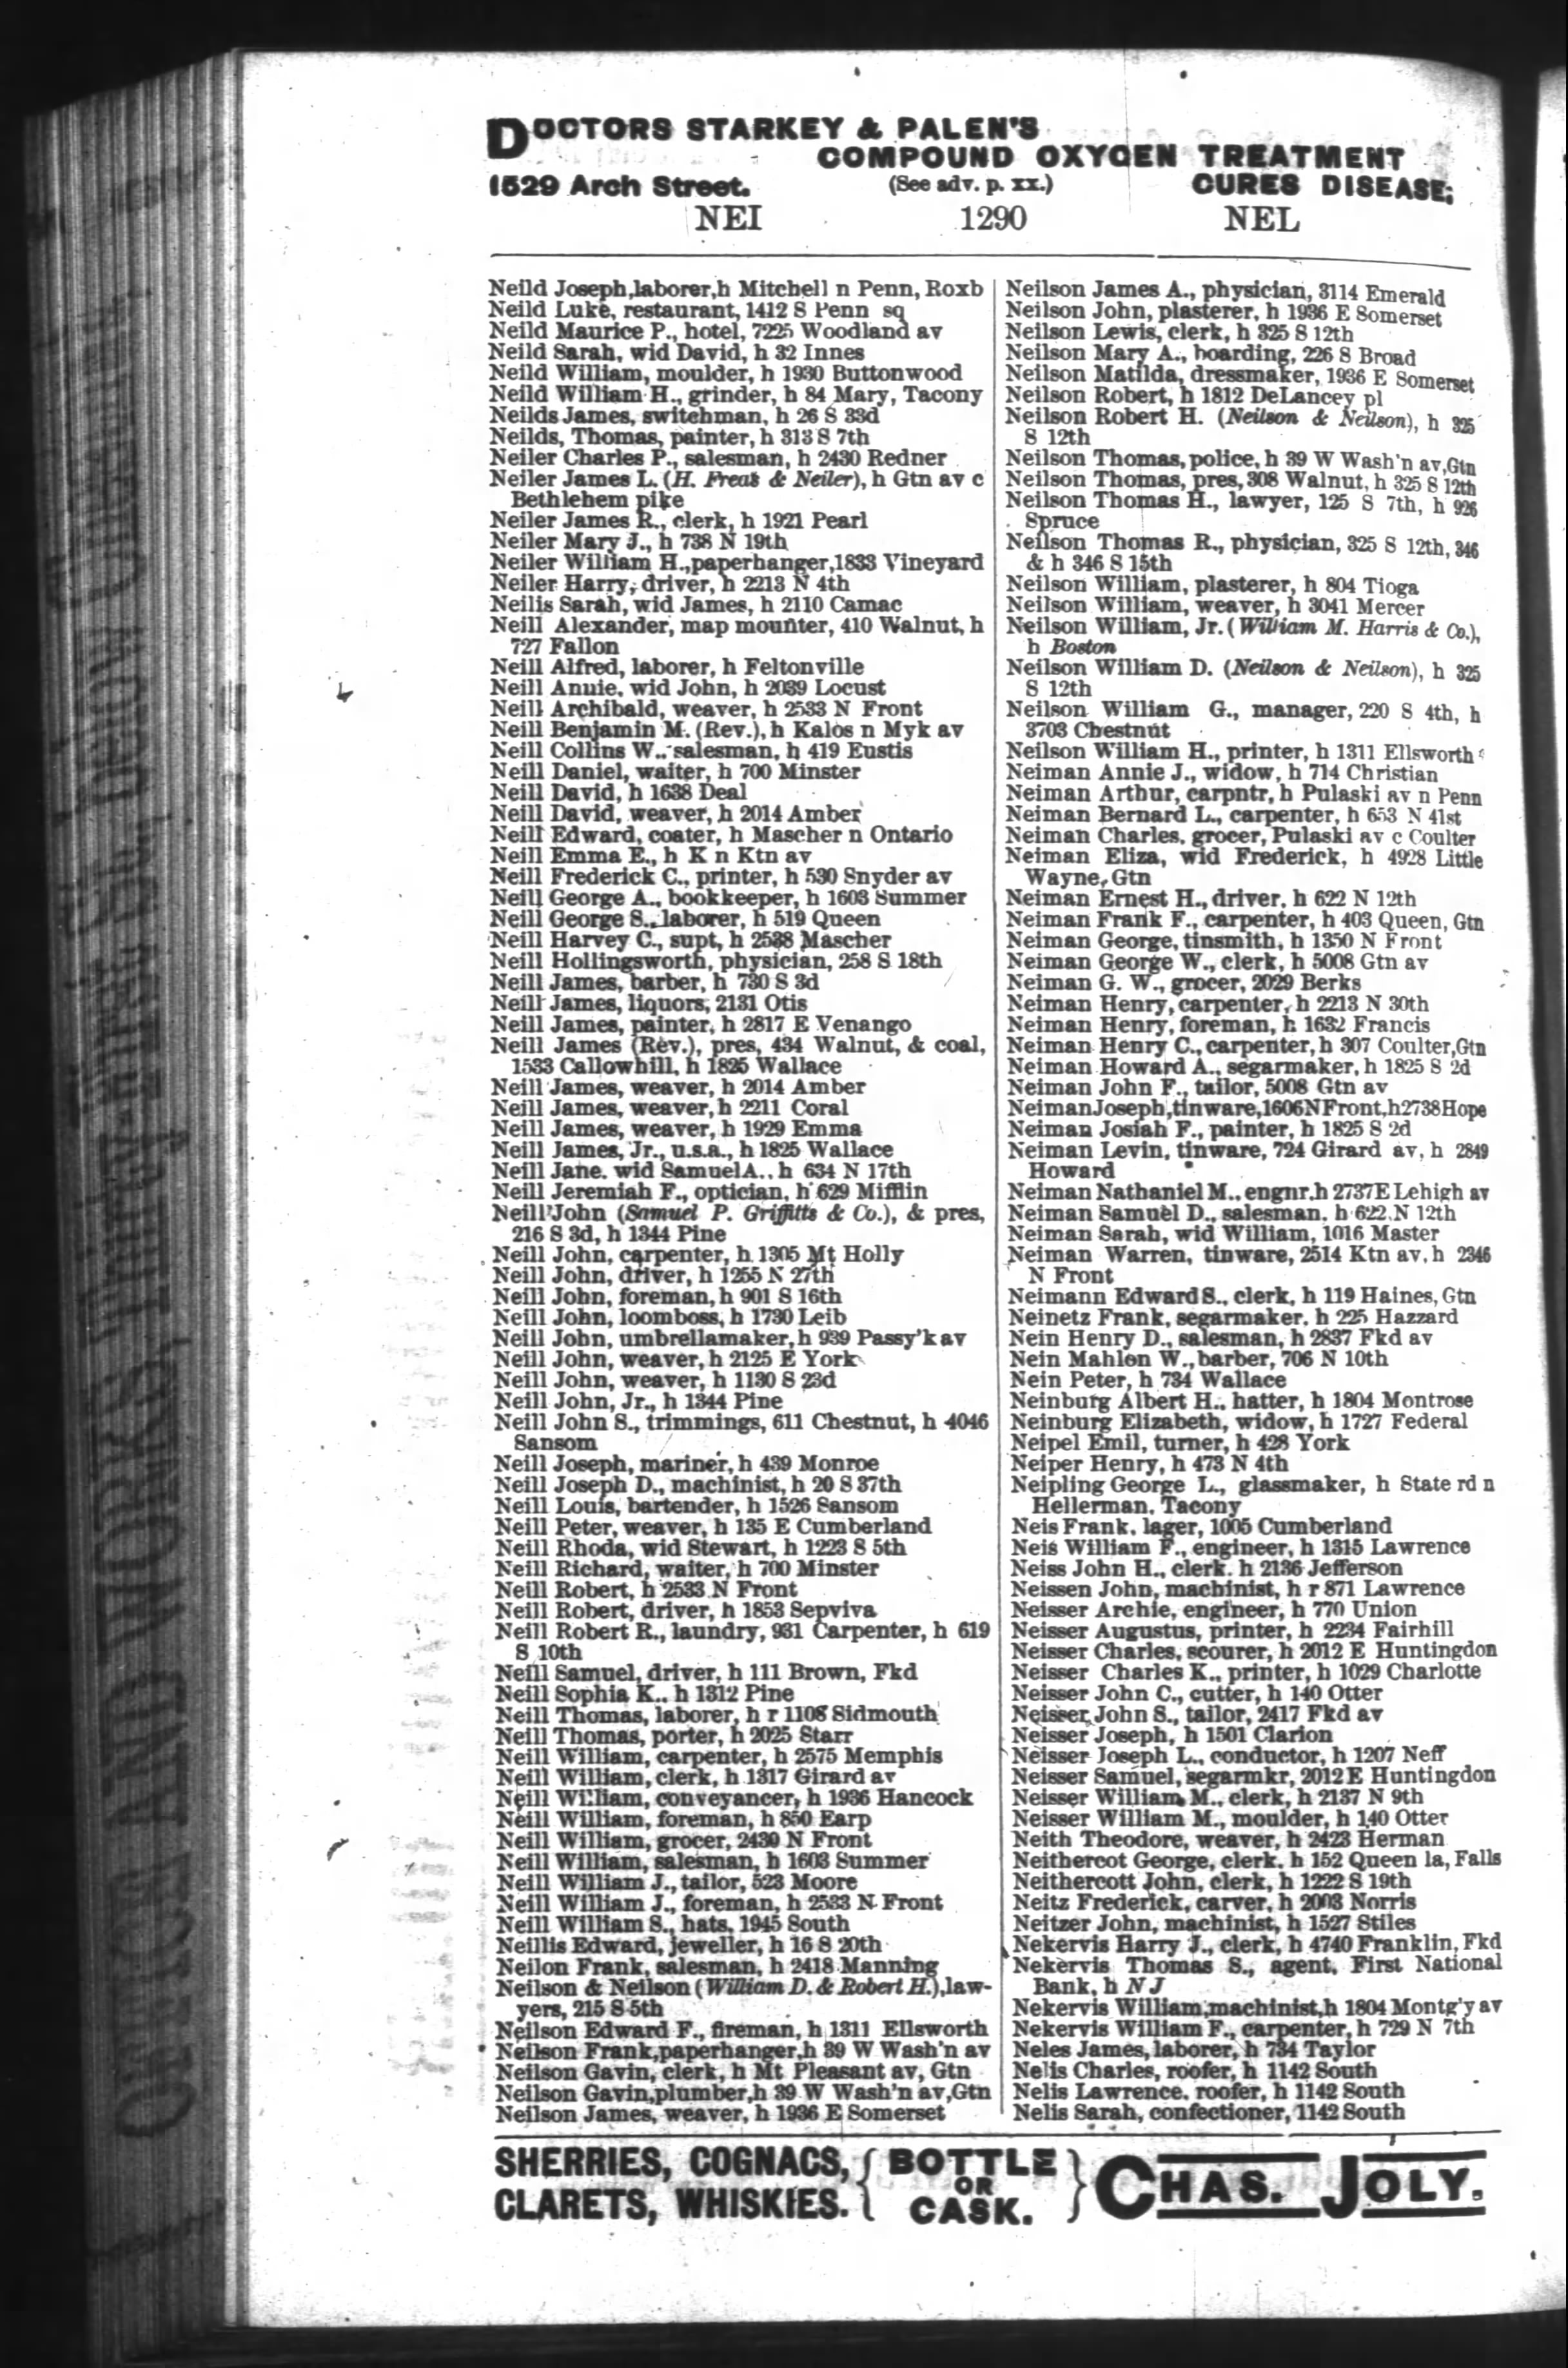 DOCTORS STARKEY & PALEN'S
COMPOUND OXYGEN TREATMENT
1529 Arch Street. (See adv. p. xx.) CURES DISEASE;
NEI 1290 NEL
Neild Joseph,laborer,h Mitchell n Penn, Roxb
Neild Luke, restaurant, 1412 S Penn sq
Neild Maurice P., hotel, 7225 Woodland av
Neild Sarah, wid David, h 32 Innes
Neild William, moulder, h 1930 Buttonwood
Neild William H., grinder, h 84 Mary, Tacony
Neilds James, switchman, h 26 S 33d
Neilds, Thomas, painter, h 313 S 7th
Neiler Charles P., salesman, h 2430 Redner
Neiler James L. (H. Freas & Neiler), h Gtn av c
Bethlehem pike
Neiler James R., clerk, h 1921 Pearl
Neiler Mary J., h 738 N 19th
Neiler William H.,paperhanger,1833 Vineyard
Neiler Harry, driver, h 2213 N 4th
Neilis Sarah, wid James, h 2110 Camac
Neill Alexander, map mounter, 410 Walnut, h
727 Fallon
Neill Alfred, laborer, h Feltonville
Neill Annie, wid John, h 2039 Locust
Neill Archibald, weaver, h 2533 N Front
Neill Benjamin M. (Rev.), h Kalos n Myk av
Neill Collins W., salesman, h 419 Eustis
Neill Daniel, waiter, h 700 Minster
Neill David, h 1638 Deal
Neill David, weaver, h 2014 Amber
Neill Edward, coater, h Mascher n Ontario
Neill Emma E., h K n Ktn av
Neill Frederick C., printer, h 530 Snyder av
Neill George A., bookkeeper, h 1603 Summer
Neill George S., laborer, h 519 Queen
Neill Harvey C., supt, h 2538 Mascher
Neill Hollingsworth, physician, 258 S 18th
Neill James, barber, h 730 S 3d
Neill James, liquors, 2131 Otis
Neill James, painter, h 2817 E Venango
Neill James (Rev.), pres, 434 Walnut, & coal,
1533 Callowhill, h 1825 Wallace
Neill James, weaver, h 2014 Amber
Neill James, weaver, h 2211 Coral
Neill James, weaver, h 1929 Emma
Neill James, Jr., u.s.a., h 1825 Wallace
Neill Jane, wid Samuel A., h 634 N 17th
Neill Jeremiah F., optician, h 629 Mifflin
Neill John (Samuel P. Griffitts & Co.), & pres,
216 S 3d, h 1344 Pine
Neill John, carpenter, h 1305 Mt Holly
Neill John, driver, h 1255 N 27th
Neill John, foreman, h 901 S 16th
Neill John, loomboss, h 1730 Leib
Neill John, umbrellamaker, h 939 Passy'k av
Neill John, weaver, h 2125 E York
Neill John, weaver, h 1130 S 23d
Neill John, Jr., h 1344 Pine
Neill John S., trimmings, 611 Chestnut, h 4046
Sansom
Neill Joseph, mariner, h 439 Monroe
Neill Joseph D., machinist, h 20 S 37th
Neill Louis, bartender, h 1526 Sansom
Neill Peter, weaver, h 135 E Cumberland
Neill Rhoda, wid Stewart, h 1223 S 5th
Neill Richard, waiter, h 700 Minster
Neill Robert, h 2533 N Front
Neill Robert, driver, h 1853 Sepviva
Neill Robert R., laundry, 931 Carpenter, h 619
S 10th
Neill Samuel, driver, h 111 Brown, Fkd
Neill Sophia K., h 1312 Pine
Neill Thomas, laborer, h r 1108 Sidmouth
Neill Thomas, porter, h 2025 Starr
Neill William, carpenter, h 2575 Memphis
Neill William, clerk, h 1317 Girard av
Neill William, conveyancer, h 1936 Hancock
Neill William, foreman, h 850 Earp
Neill William, grocer, 2430 N Front
Neill William, salesman, h 1603 Summer
Neill William J., tailor, 523 Moore
Neill William J., foreman, h 2533 N Front
Neill William S., hats, 1945 South
Neillis Edward, jeweller, h 16 S 20th
Neilon Frank, salesman, h 2418 Manning
Neilson & Neilson (William D. & Robert H.),law-
yers, 215 S 5th
Neilson Edward F., fireman, h 1311 Ellsworth
Neilson Frank,paperhanger,h 39 W Wash'n av
Neilson Gavin, clerk, h Mt Pleasant av, Gtn
Neilson Gavin,plumber,h 39 W Wash'n av,Gtn
Neilson James, weaver, h 1936 E Somerset
Neilson James A., physician, 3114 Emerald
Neilson John, plasterer, h 1936 E Somerset
Neilson Lewis, clerk, h 325 S 12th
Neilson Mary A., boarding, 226 S Broad
Neilson Matilda, dressmaker, 1936 E Somerset
Neilson Robert, h 1812 DeLancey pl
Neilson Robert H. (Neilson & Neilson), h 325
S 12th
Neilson Thomas, police, h 39 W Wash'n av,Gtn
Neilson Thomas, pres, 308 Walnut, h 325 S 12th
Neilson Thomas H., lawyer, 125 S 7th, h 926
Spruce
Neilson Thomas R., physician, 325 S 12th, 346
& h 346 S 15th
Neilson William, plasterer, h 804 Tioga
Neilson William, weaver, h 3041 Mercer
Neilson William, Jr. (William M. Harris & Co.),
h Boston
Neilson William D. (Neilson & Neilson), h 325
S 12th
Neilson William G., manager, 220 S 4th, h
3703 Chestnut
Neilson William H., printer, h 1311 Ellsworth
Neiman Annie J., widow, h 714 Christian
Neiman Arthur, carpntr, h Pulaski av n Penn
Neiman Bernard L., carpenter, h 653 N 41st
Neiman Charles, grocer, Pulaski av c Coulter
Neiman Eliza, wid Frederick, h 4928 Little
Wayne, Gtn
Neiman Ernest H., driver, h 622 N 12th
Neiman Frank F., carpenter, h 403 Queen, Gtn
Neiman George, tinsmith, h 1350 N Front
Neiman George W., clerk, h 5008 Gtn av
Neiman G. W., grocer, 2029 Berks
Neiman Henry, carpenter, h 2213 N 30th
Neiman Henry, foreman, h 1632 Francis
Neiman Henry C., carpenter, h 307 Coulter,Gtn
Neiman Howard A., segarmaker, h 1825 S 2d
Neiman John F., tailor, 5008 Gtn av
Neiman Joseph,tinware,1606 N Front,h 2738 Hope
Neiman Josiah F., painter, h 1825 S 2d
Neiman Levin, tinware, 724 Girard av, h 2849
Howard
Neiman Nathaniel M., engnr, h 2737 E Lehigh av
Neiman Samuel D., salesman, h 622 N 12th
Neiman Sarah, wid William, 1016 Master
Neiman Warren, tinware, 2514 Ktn av, h 2346
N Front
Neimann Edward S., clerk, h 119 Haines, Gtn
Neinetz Frank, segarmaker, h 225 Hazzard
Nein Henry D., salesman, h 2837 Fkd av
Nein Mahlon W., barber, 706 N 10th
Nein Peter, h 734 Wallace
Neinburg Albert H., hatter, h 1804 Montrose
Neinburg Elizabeth, widow, h 1727 Federal
Neipel Emil, turner, h 428 York
Neiper Henry, h 473 N 4th
Neipling George L., glassmaker, h State rd n
Hellerman, Tacony
Neis Frank, lager, 1005 Cumberland
Neis William F., engineer, h 1315 Lawrence
Neiss John H., clerk, h 2136 Jefferson
Neissen John, machinist, h r 871 Lawrence
Neisser Archie, engineer, h 770 Union
Neisser Augustus, printer, h 2234 Fairhill
Neisser Charles, scourer, h 2012 E Huntingdon
Neisser Charles K., printer, h 1029 Charlotte
Neisser John C., cutter, h 140 Otter
Neisser John S., tailor, 2417 Fkd av
Neisser Joseph, h 1501 Clarion
Neisser Joseph L., conductor, h 1207 Neff
Neisser Samuel, segarmkr, 2012 E Huntingdon
Neisser William M., clerk, h 2137 N 9th
Neisser William M., moulder, h 140 Otter
Neith Theodore, weaver, h 2423 Herman
Neithercot George, clerk, h 152 Queen la, Falls
Neithercott John, clerk, h 1222 S 19th
Neitz Frederick, carver, h 2003 Norris
Neitzer John, machinist, h 1527 Stiles
Nekervis Harry J., clerk, h 4740 Franklin, Fkd
Nekervis Thomas S., agent, First National
Bank, h N J
Nekervis William,machinist,h 1804 Montg'y av
Nekervis William F., carpenter, h 729 N 7th
Neles James, laborer, h 734 Taylor
Nelis Charles, roofer, h 1142 South
Nelis Lawrence, roofer, h 1142 South
Nelis Sarah, confectioner, 1142 South
SHERRIES, COGNACS, CLARETS, WHISKIES. { BOTTLE OR CASK. } CHAS. JOLY.
OFFICE AND WORKS,